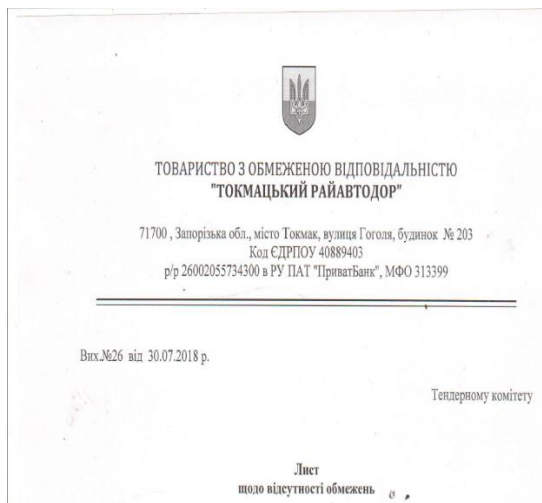 ТОВАРИСТВО З ОБМЕЖЕНОЮ ВІДПОВІДАЛЬНІСТЮ
"ТОКМАЦЬКИЙ РАЙАВТОДОР"
71700 , Запорізька обл., місто Токмак, вулиця Гоголя, будинок № 203
Код ЄДРПОУ 40889403
р/р 26002055734300 в РУ ПАТ "ПриватБанк", МФО 313399
Вих.№26 від 30.07.2018 р.
Тендерному комітету
Лист
щодо відсутності обмежень